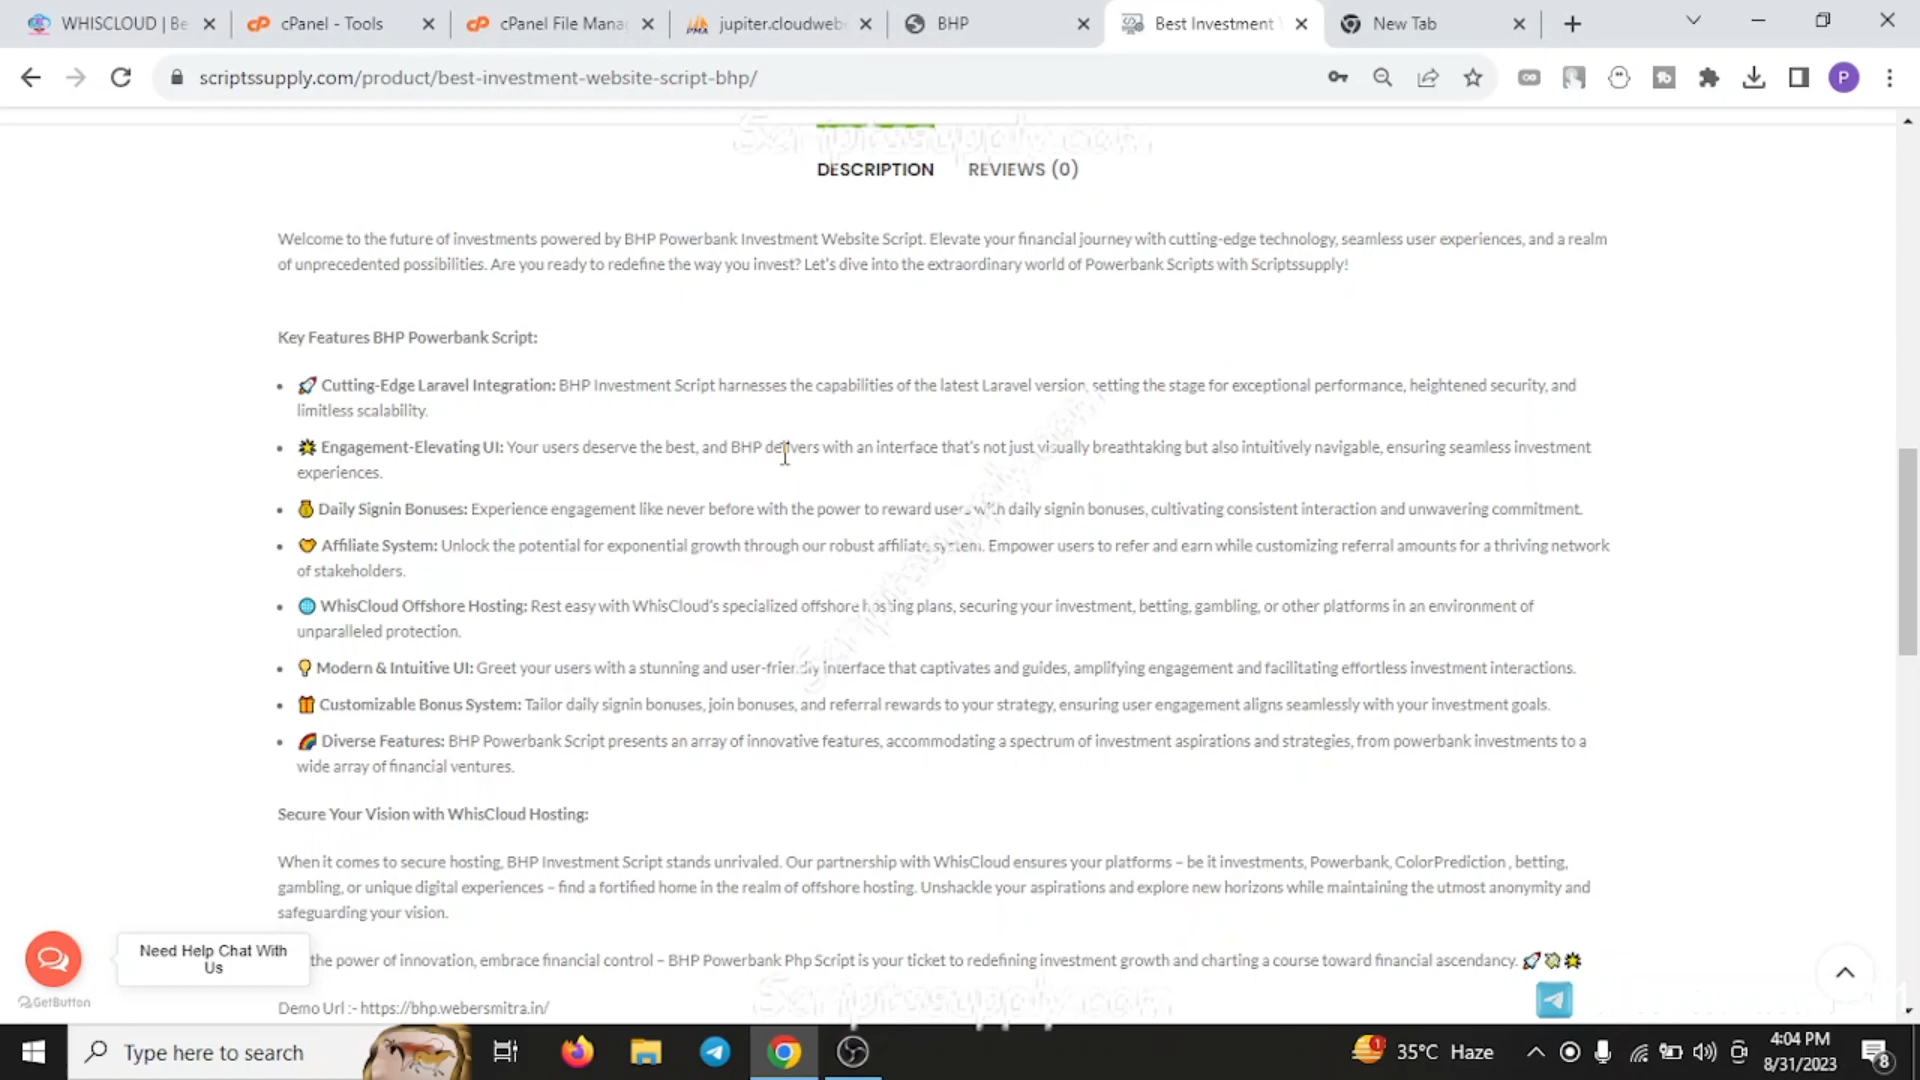 WHISCLOUD | Be
cPanel - Tools
cPanel File Mana
jupiter.cloudweb
BHP
Best Investment
New Tab
scriptssupply.com/product/best-investment-website-script-bhp/
P
Scriptssupply.com
DESCRIPTION
REVIEWS (0)
Welcome to the future of investments powered by BHP Powerbank Investment Website Script. Elevate your financial journey with cutting-edge technology, seamless user experiences, and a realm
of unprecedented possibilities. Are you ready to redefine the way you invest? Let's dive into the extraordinary world of Powerbank Scripts with Scriptssupply!
Key Features BHP Powerbank Script:
• 🚀 Cutting-Edge Laravel Integration: BHP Investment Script harnesses the capabilities of the latest Laravel version, setting the stage for exceptional performance, heightened security, and
limitless scalability.
• 🌟 Engagement-Elevating UI: Your users deserve the best, and BHP delivers with an interface that's not just visually breathtaking but also intuitively navigable, ensuring seamless investment
experiences.
• 💰 Daily Signin Bonuses: Experience engagement like never before with the power to reward users with daily signin bonuses, cultivating consistent interaction and unwavering commitment.
• 🤝 Affiliate System: Unlock the potential for exponential growth through our robust affiliate system. Empower users to refer and earn while customizing referral amounts for a thriving network
of stakeholders.
• 🌐 WhisCloud Offshore Hosting: Rest easy with WhisCloud's specialized offshore hosting plans, securing your investment, betting, gambling, or other platforms in an environment of
unparalleled protection.
• 💡 Modern & Intuitive UI: Greet your users with a stunning and user-friendly interface that captivates and guides, amplifying engagement and facilitating effortless investment interactions.
• 🎁 Customizable Bonus System: Tailor daily signin bonuses, join bonuses, and referral rewards to your strategy, ensuring user engagement aligns seamlessly with your investment goals.
• 🌈 Diverse Features: BHP Powerbank Script presents an array of innovative features, accommodating a spectrum of investment aspirations and strategies, from powerbank investments to a
wide array of financial ventures.
Scriptssupply.com
Secure Your Vision with WhisCloud Hosting:
When it comes to secure hosting, BHP Investment Script stands unrivaled. Our partnership with WhisCloud ensures your platforms – be it investments, Powerbank, ColorPrediction , betting,
gambling, or unique digital experiences – find a fortified home in the realm of offshore hosting. Unshackle your aspirations and explore new horizons while maintaining the utmost anonymity and
safeguarding your vision.
the power of innovation, embrace financial control – BHP Powerbank Php Script is your ticket to redefining investment growth and charting a course toward financial ascendancy.
Need Help Chat With
Us
GetButton
Scriptssupply.com
Demo Url :- https://bhp.webersmitra.in/
Type here to search
1
35°C Haze
4:04 PM
8/31/2023
8